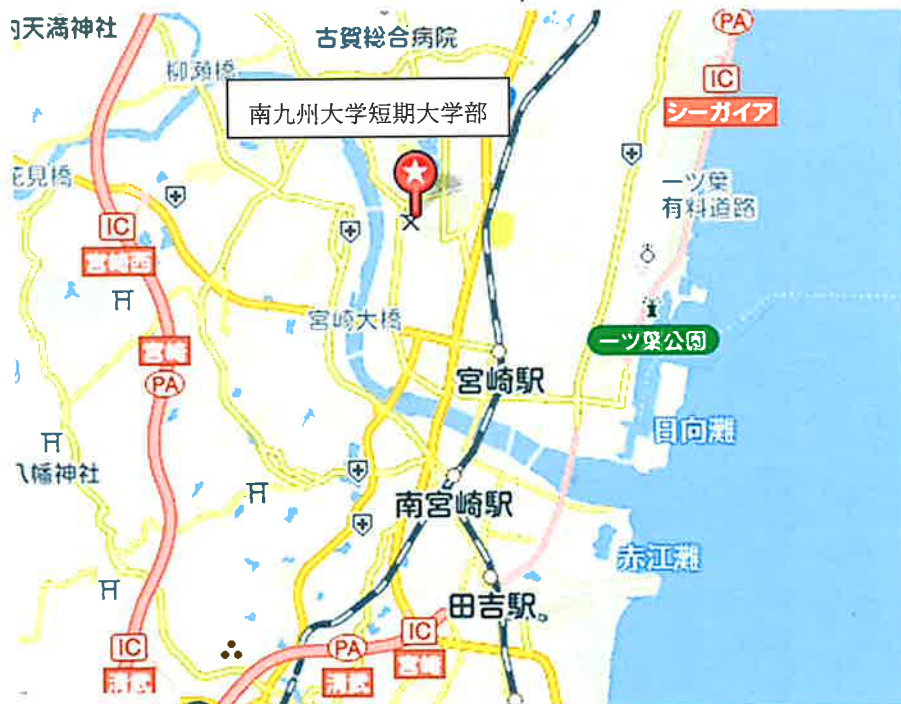 天満神社
古賀総合病院
PA
柳瀬橋
IC
シーガイア
南九州大学短期大学部
花見橋
一ツ葉
有料道路
IC
宮崎西
宮崎大橋
一ツ葉公園
宮崎
PA
宮崎駅
日向灘
八幡神社
南宮崎駅
赤江灘
田吉駅
IC
清武
PA
清武
IC
宮崎